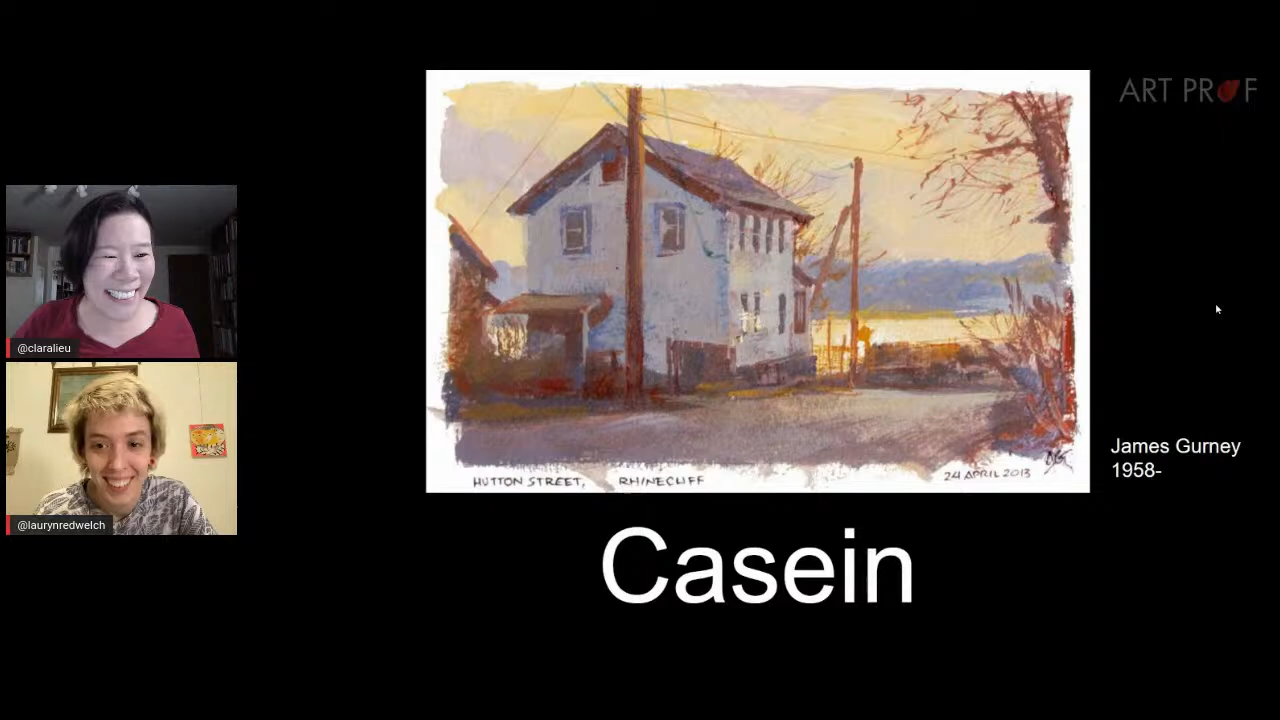 ART PROF
@claralieu
@laurynredwelch
HUTTON STREET, RHINECLIFF
24 APRIL 2013
James Gurney
1958-
Casein